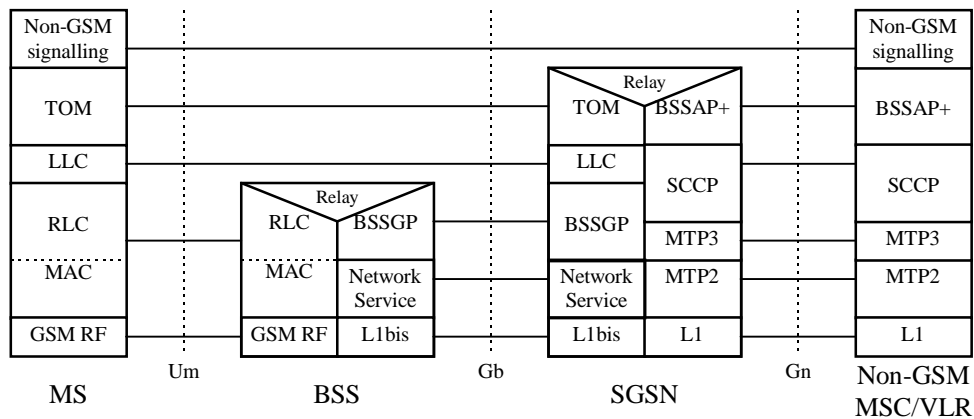 Non-GSM
signalling
TOM
LLC
RLC
MAC
GSM RF
MS
Um
Relay
RLC
BSSGP
MAC
Network
Service
GSM RF
L1bis
BSS
Gb
Relay
TOM
BSSAP+
LLC
SCCP
BSSGP
MTP3
Network
Service
MTP2
L1bis
L1
SGSN
Gn
Non-GSM
signalling
BSSAP+
SCCP
MTP3
MTP2
L1
Non-GSM
MSC/VLR